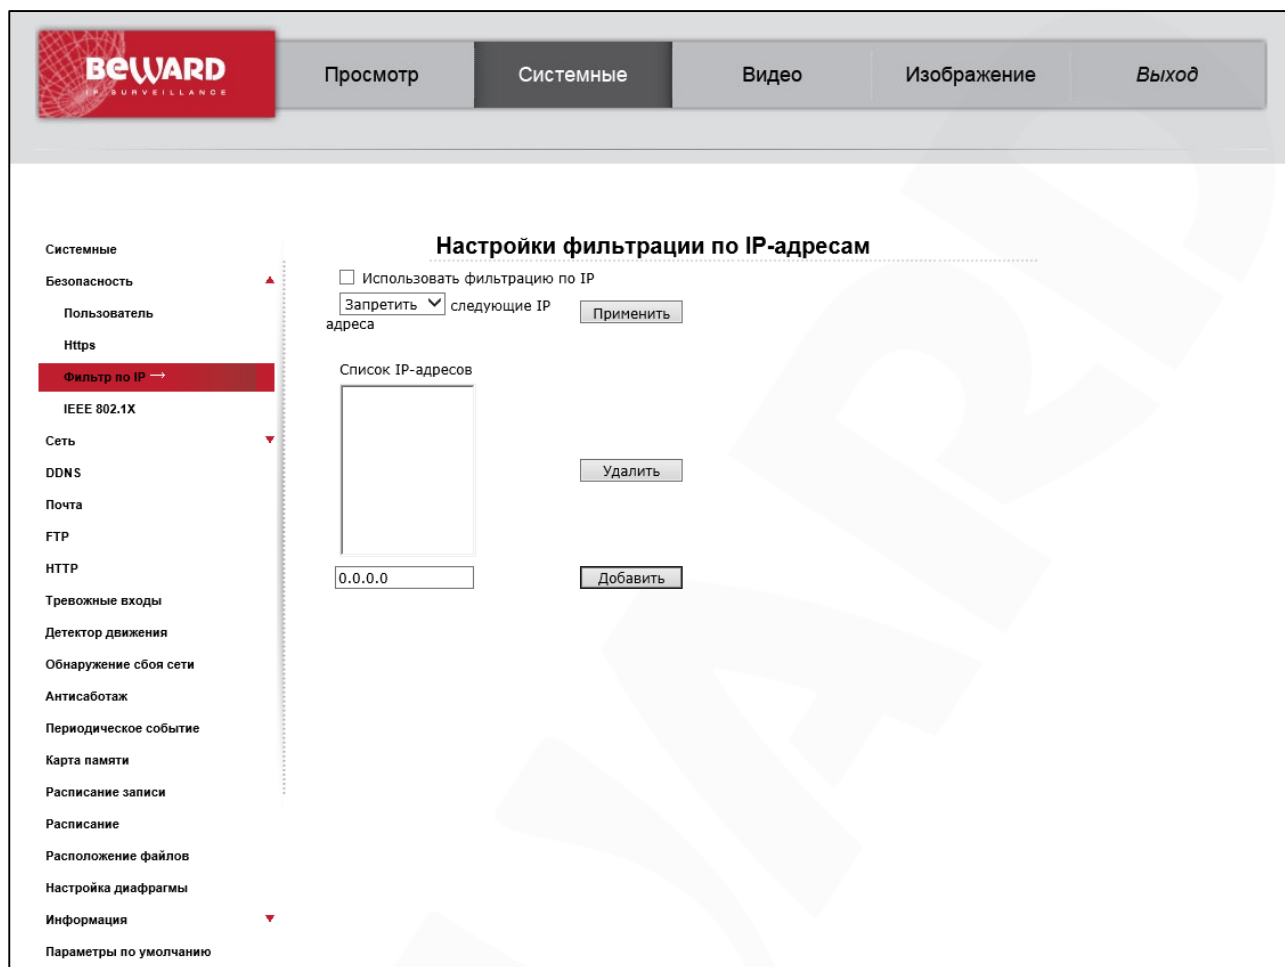 BEWARD
IP SURVEILLANCE
Просмотр
Системные
Видео
Изображение
Выход
Настройки фильтрации по IP-адресам
Системные
Безопасность
Пользователь
Https
Фильтр по IP →
IEEE 802.1X
Сеть
DDNS
Почта
FTP
HTTP
Тревожные входы
Детектор движения
Обнаружение сбоя сети
Антисаботаж
Периодическое событие
Карта памяти
Расписание записи
Расписание
Расположение файлов
Настройка диафрагмы
Информация
Параметры по умолчанию
Использовать фильтрацию по IP
Запретить следующие IP
адреса
Применить
Список IP-адресов
Удалить
0.0.0.0
Добавить